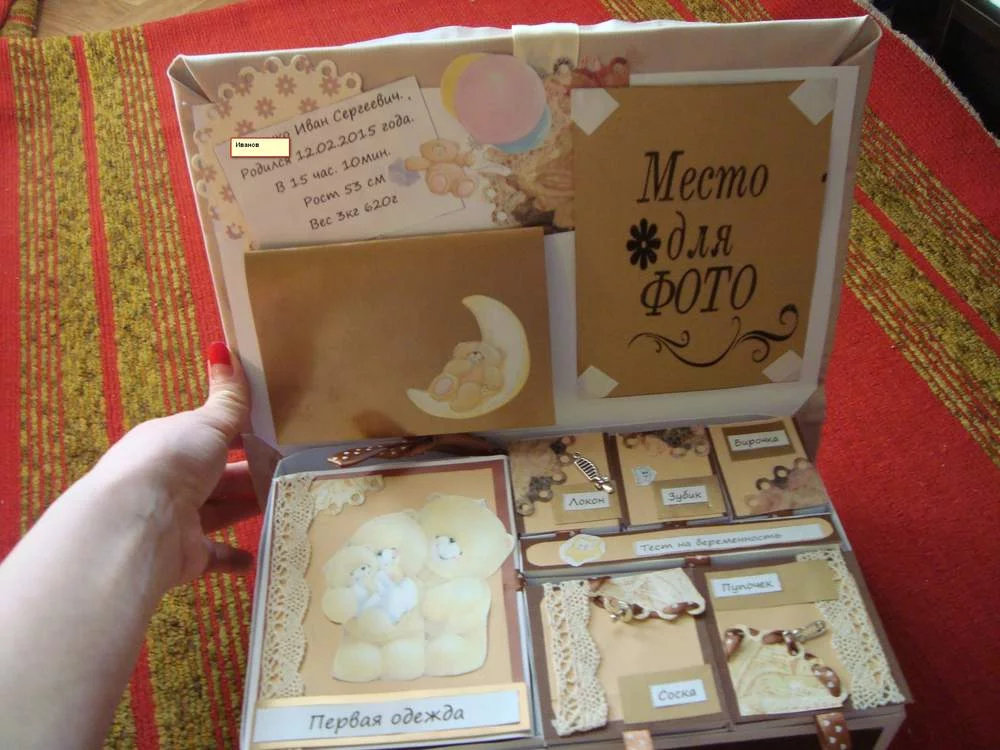 Иванов
Иван Сергеевич.,
Родился 12.02.2015 года.
В 15 час. 10мин.
Рост 53 см
Вес 3кг 620г
Место
для
ФОТО
Локон
Зубик
Бирочка
Тест на беременность
Пупочек
Соска
Первая одежда